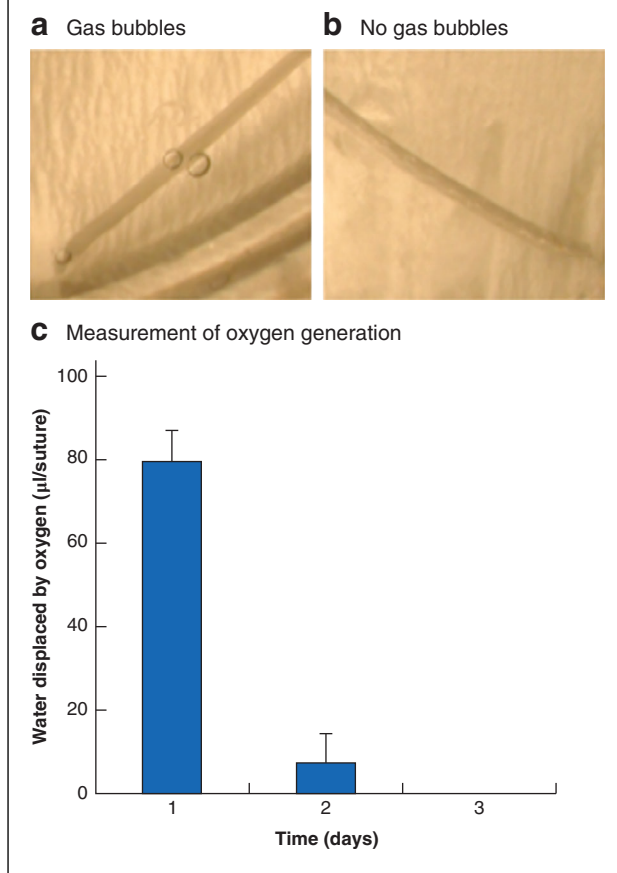 a Gas bubbles
b No gas bubbles
c Measurement of oxygen generation
Water displaced by oxygen (µl/suture)
100
80
60
40
20
0
1 2 3
Time (days)